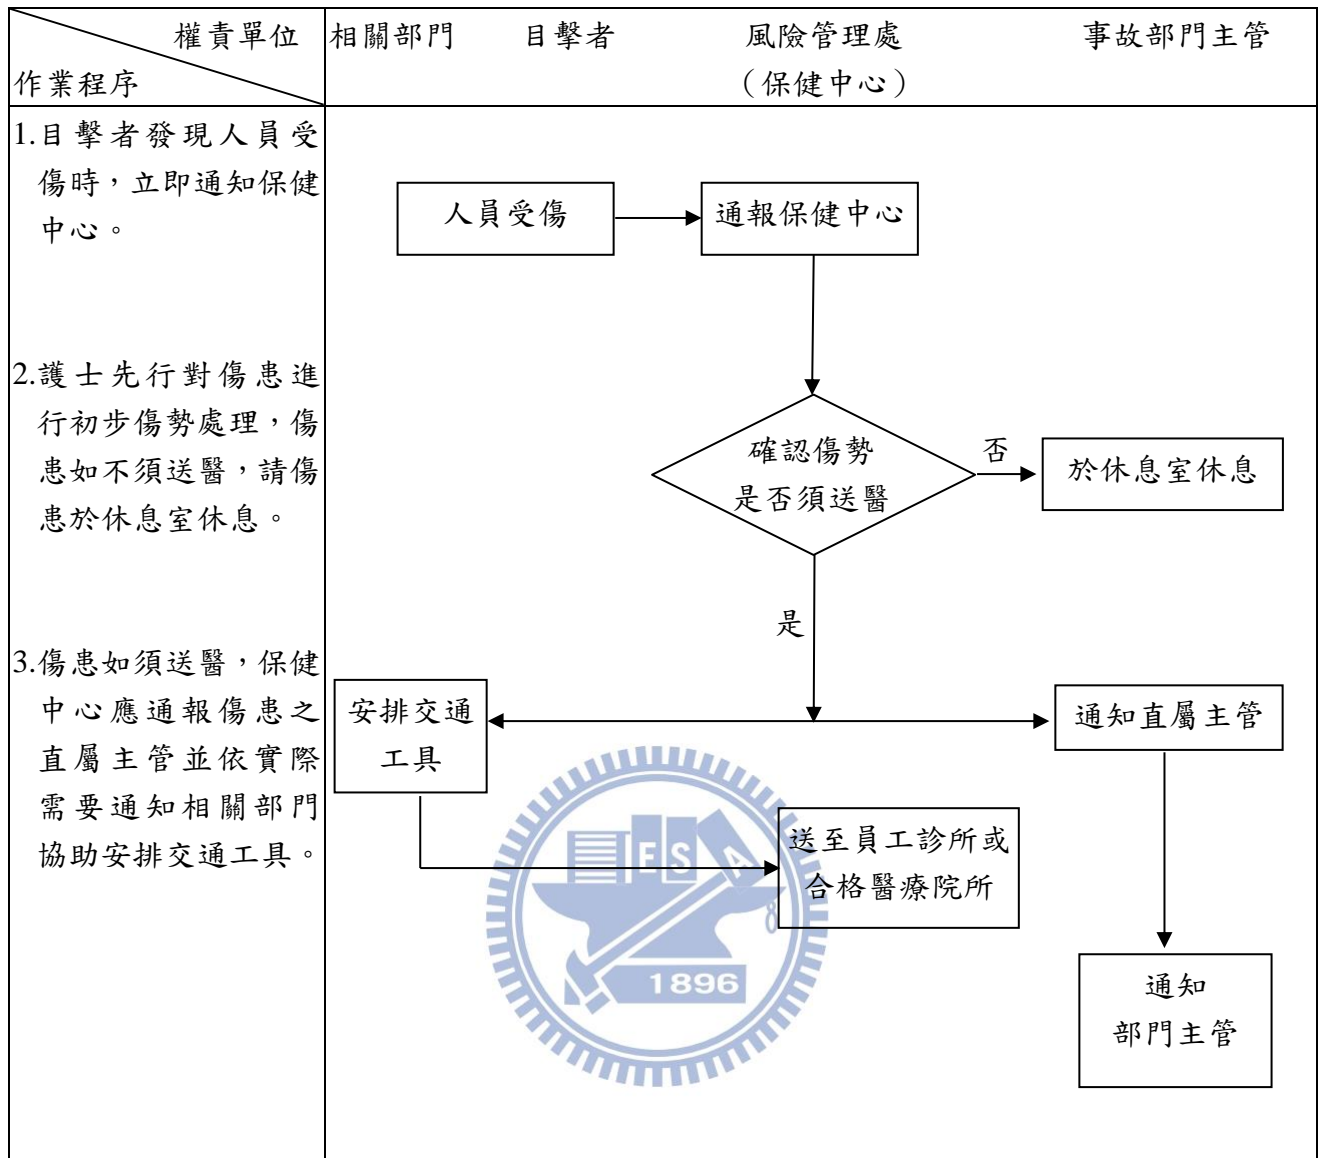 權責單位
作業程序
相關部門
目擊者
風險管理處
（保健中心）
事故部門主管
1.目擊者發現人員受
傷時，立即通知保健
中心。
人員受傷
通報保健中心
2.護士先行對傷患進
行初步傷勢處理，傷
患如不須送醫，請傷
患於休息室休息。
確認傷勢
是否須送醫
否
於休息室休息
是
3.傷患如須送醫，保健
中心應通報傷患之
直屬主管並依實際
需要通知相關部門
協助安排交通工具。
安排交通
工具
通知直屬主管
送至員工診所或
合格醫療院所
通知
部門主管
ESA
1896